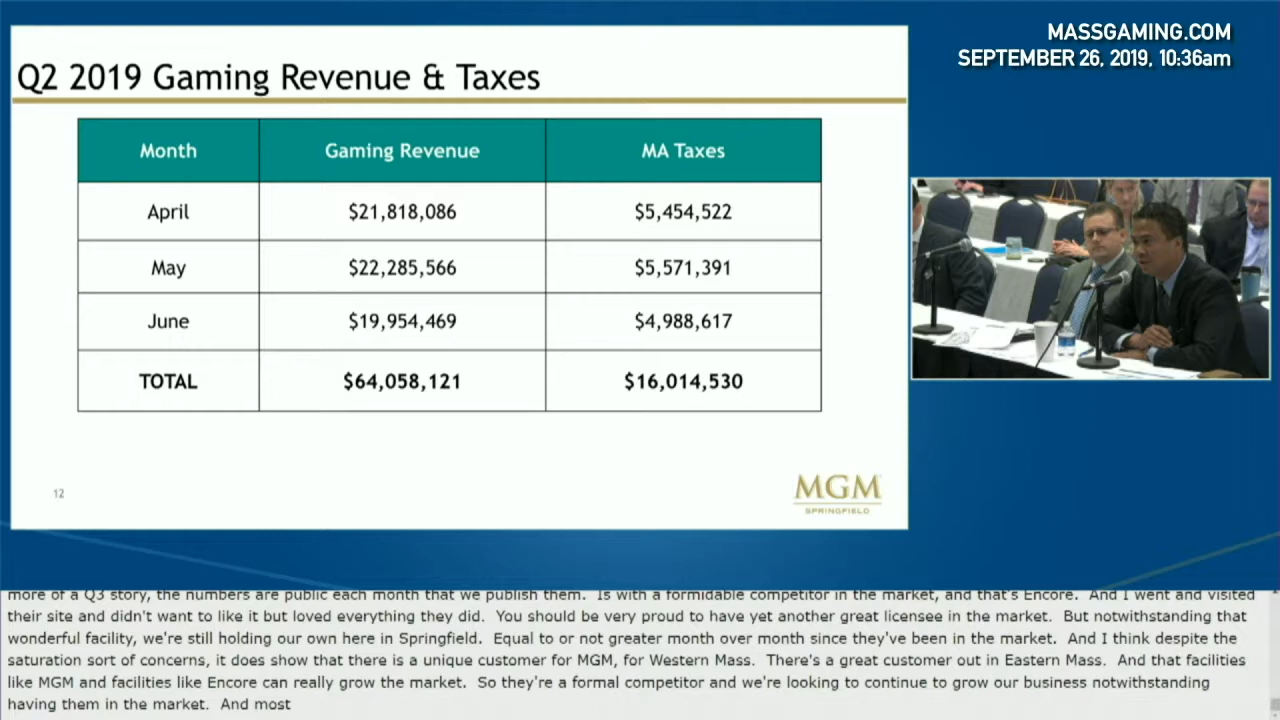 MASSGAMING.COM
SEPTEMBER 26, 2019, 10:36am
Q2 2019 Gaming Revenue & Taxes
Month Gaming Revenue MA Taxes
April $21,818,086 $5,454,522
May $22,285,566 $5,571,391
June $19,954,469 $4,988,617
TOTAL $64,058,121 $16,014,530
12
MGM
SPRINGFIELD
more of a Q3 story, the numbers are public each month that we publish them. Is with a formidable competitor in the market, and that's Encore. And I went and visited
their site and didn't want to like it but loved everything they did. You should be very proud to have yet another great licensee in the market. But notwithstanding that
wonderful facility, we're still holding our own here in Springfield. Equal to or not greater month over month since they've been in the market. And I think despite the
saturation sort of concerns, it does show that there is a unique customer for MGM, for Western Mass. There's a great customer out in Eastern Mass. And that facilities
like MGM and facilities like Encore can really grow the market. So they're a formal competitor and we're looking to continue to grow our business notwithstanding
having them in the market. And most